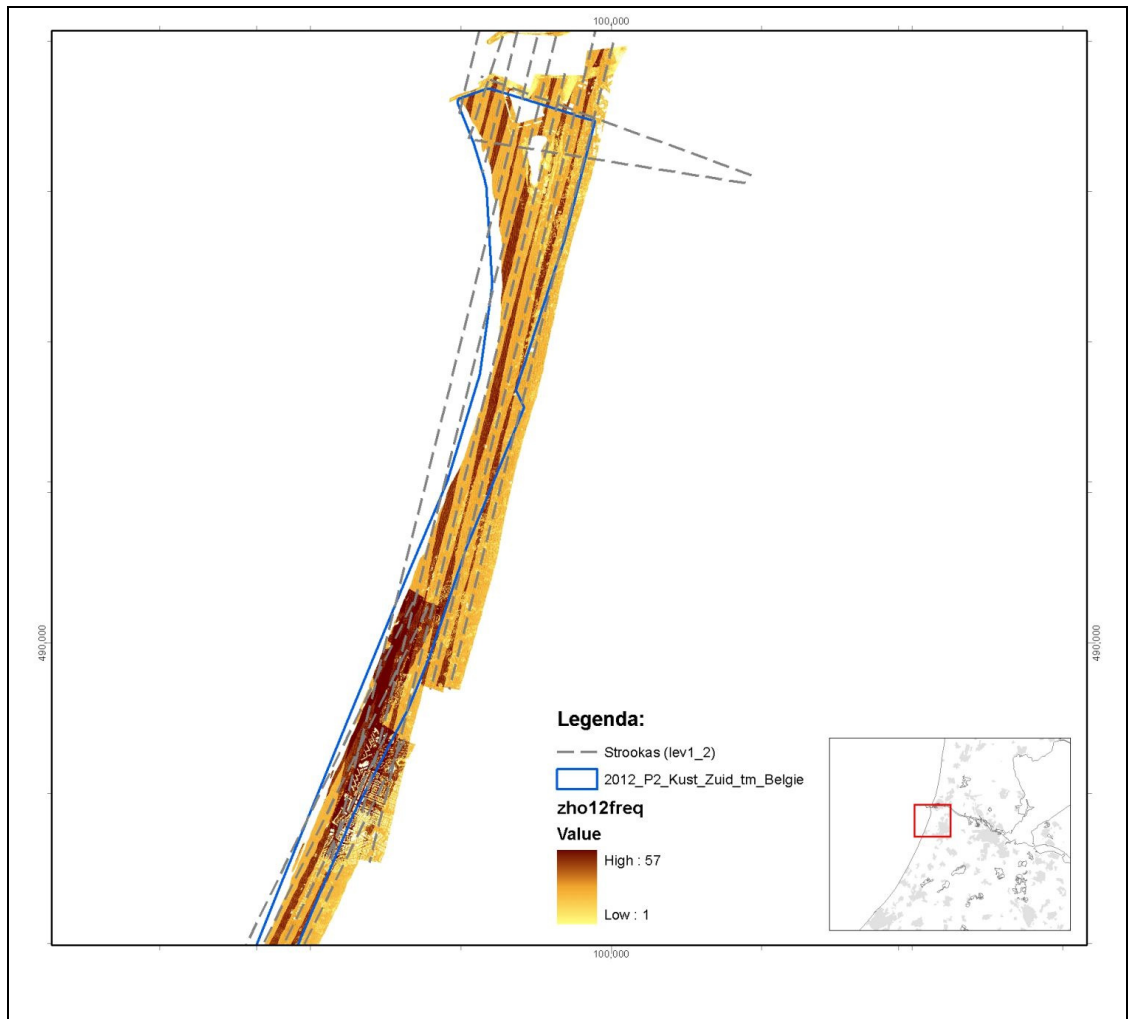 100,000
490,000
490,000
Legenda:
Strookas (lev1_2)
2012_P2_Kust_Zuid_tm_Belgie
zho12freq
Value
High : 57
Low : 1
100,000